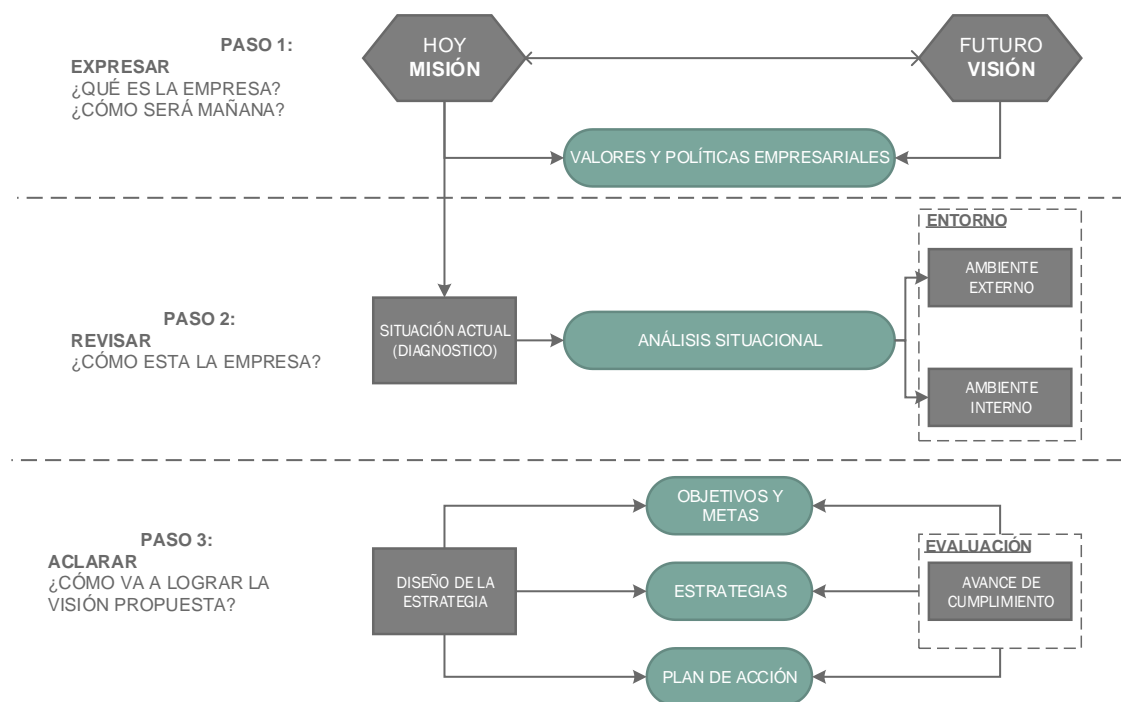 PASO 1:
EXPRESAR
¿QUÉ ES LA EMPRESA?
¿CÓMO SERÁ MAÑANA?
HOY
MISIÓN
FUTURO
VISIÓN
VALORES Y POLÍTICAS EMPRESARIALES
PASO 2:
REVISAR
¿CÓMO ESTA LA EMPRESA?
SITUACIÓN ACTUAL
(DIAGNOSTICO)
ANÁLISIS SITUACIONAL
ENTORNO
AMBIENTE
EXTERNO
AMBIENTE
INTERNO
PASO 3:
ACLARAR
¿CÓMO VA A LOGRAR LA
VISIÓN PROPUESTA?
DISEÑO DE LA
ESTRATEGIA
OBJETIVOS Y
METAS
ESTRATEGIAS
PLAN DE ACCIÓN
EVALUACIÓN
AVANCE DE
CUMPLIMIENTO